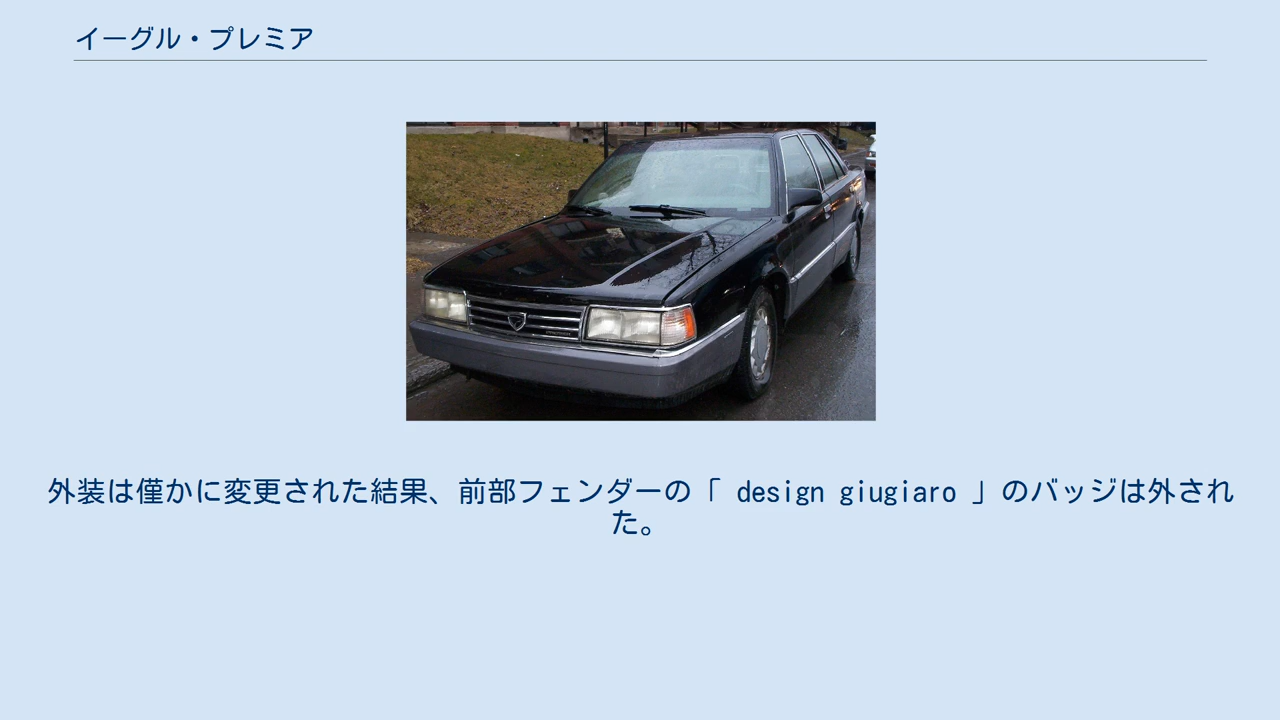 イーグル・プレミア
外装は僅かに変更された結果、前部フェンダーの「 design giugiaro 」のバッジは外され
た。